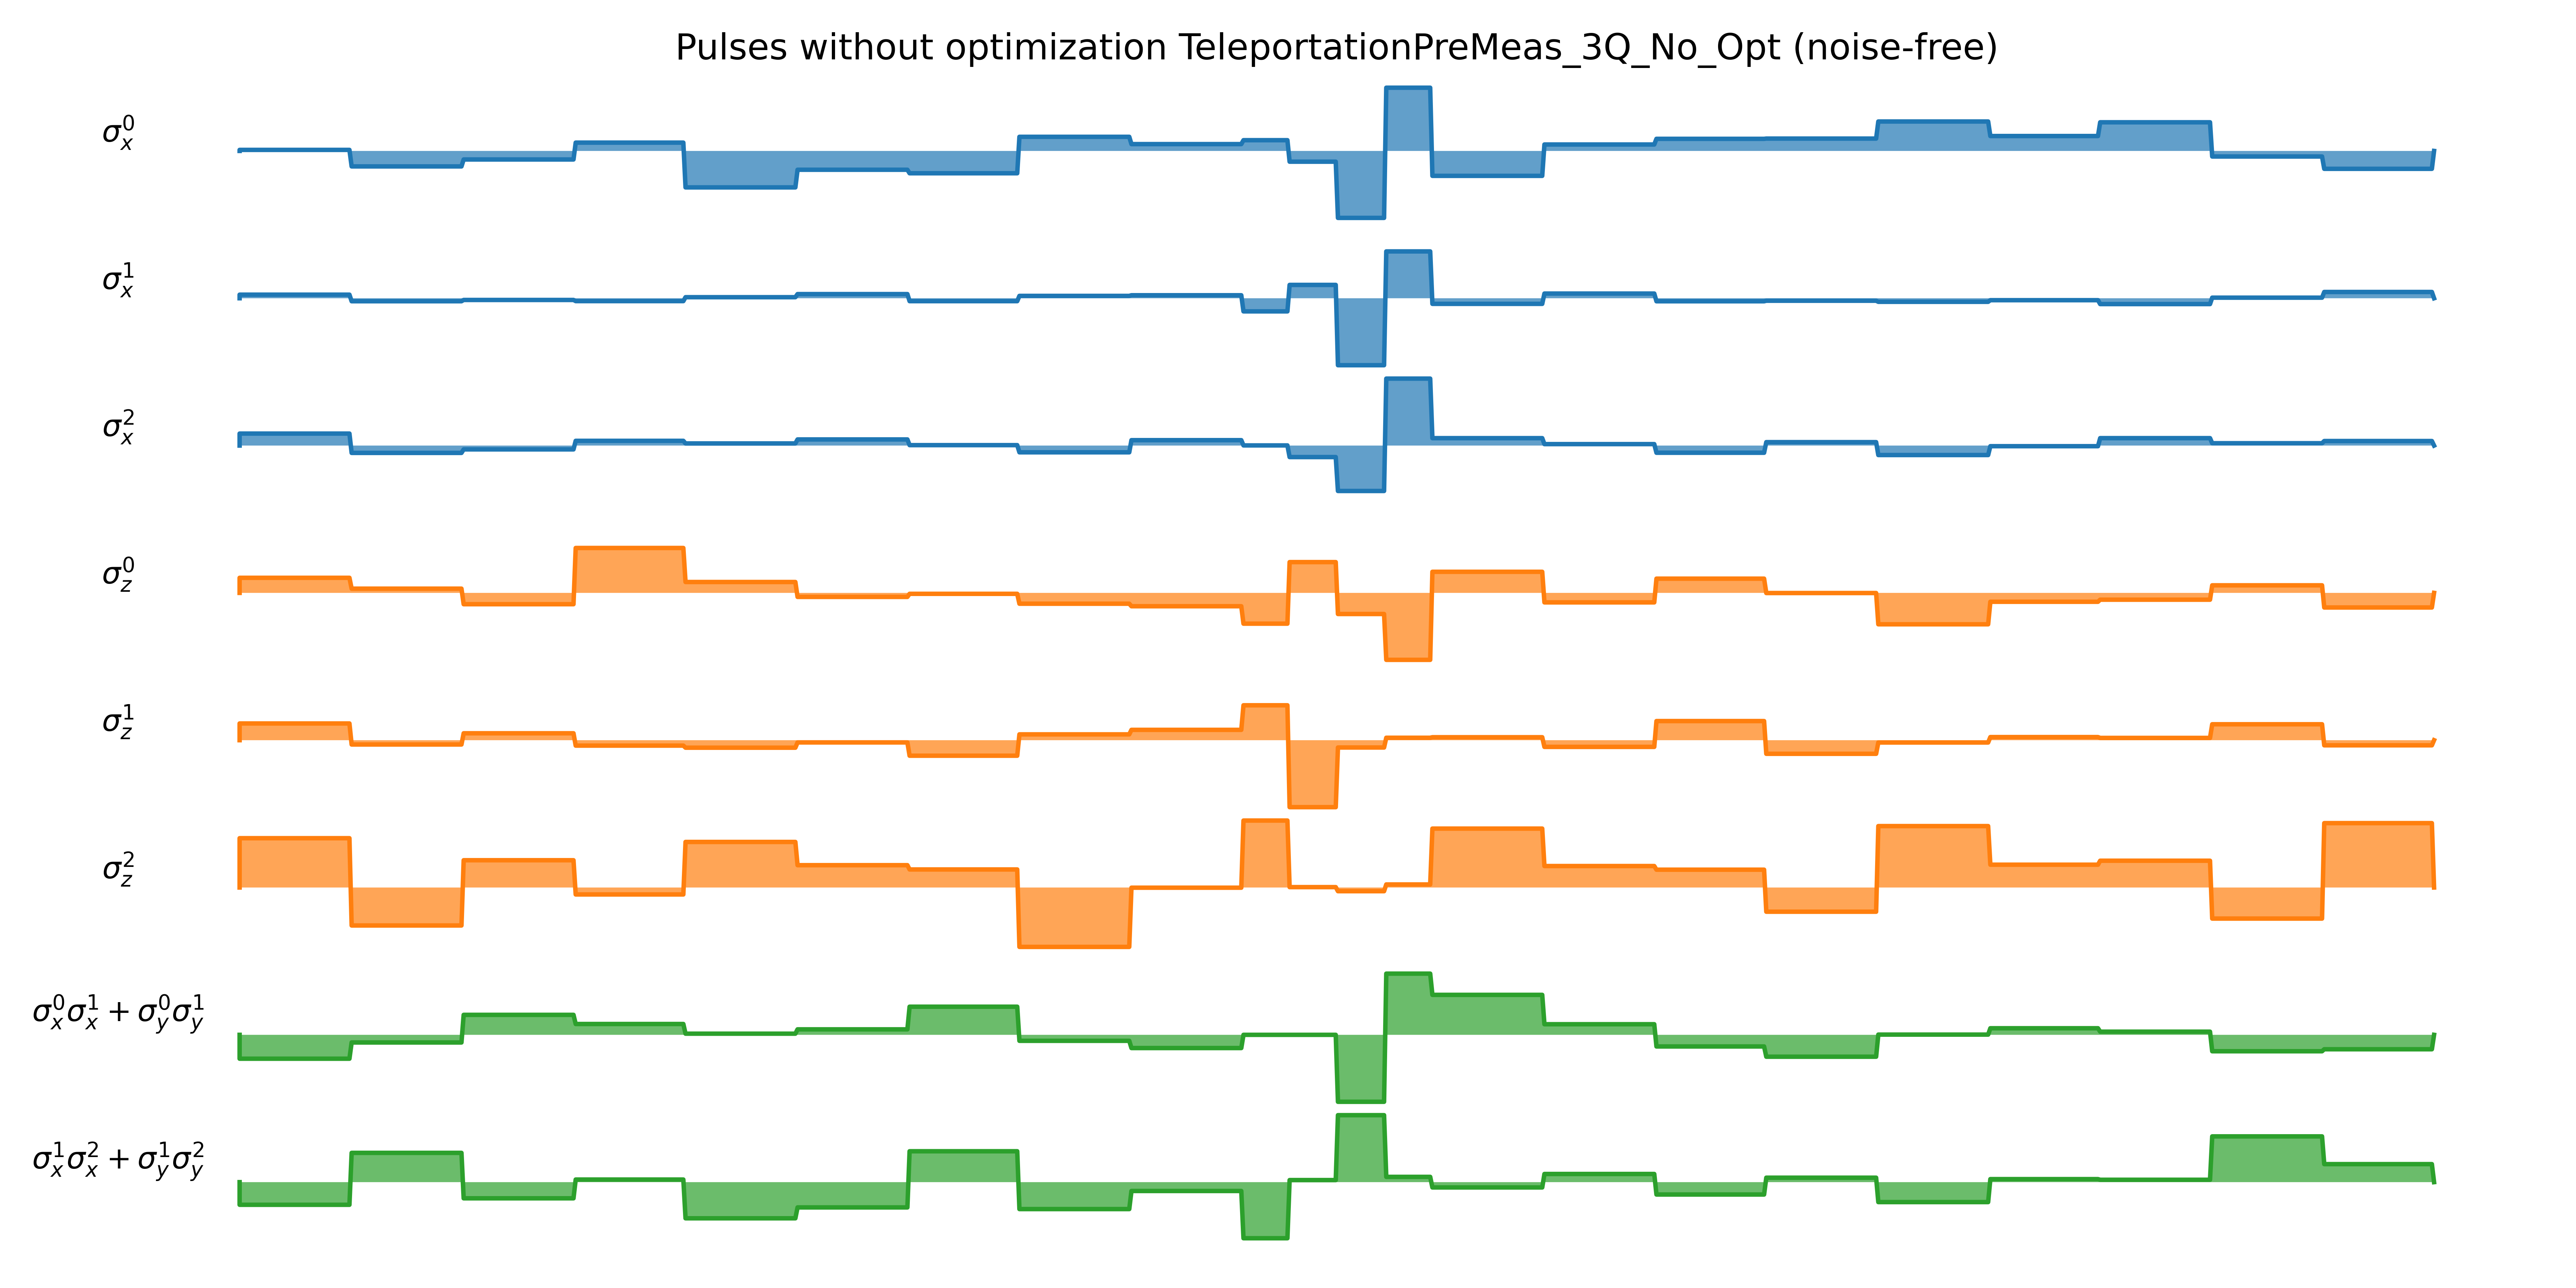 Pulses without optimization TeleportationPreMeas_3Q_No_Opt (noise-free)
σ_x^0
σ_x^1
σ_x^2
σ_z^0
σ_z^1
σ_z^2
σ_x^0σ_x^1 + σ_y^0σ_y^1
σ_x^1σ_x^2 + σ_y^1σ_y^2